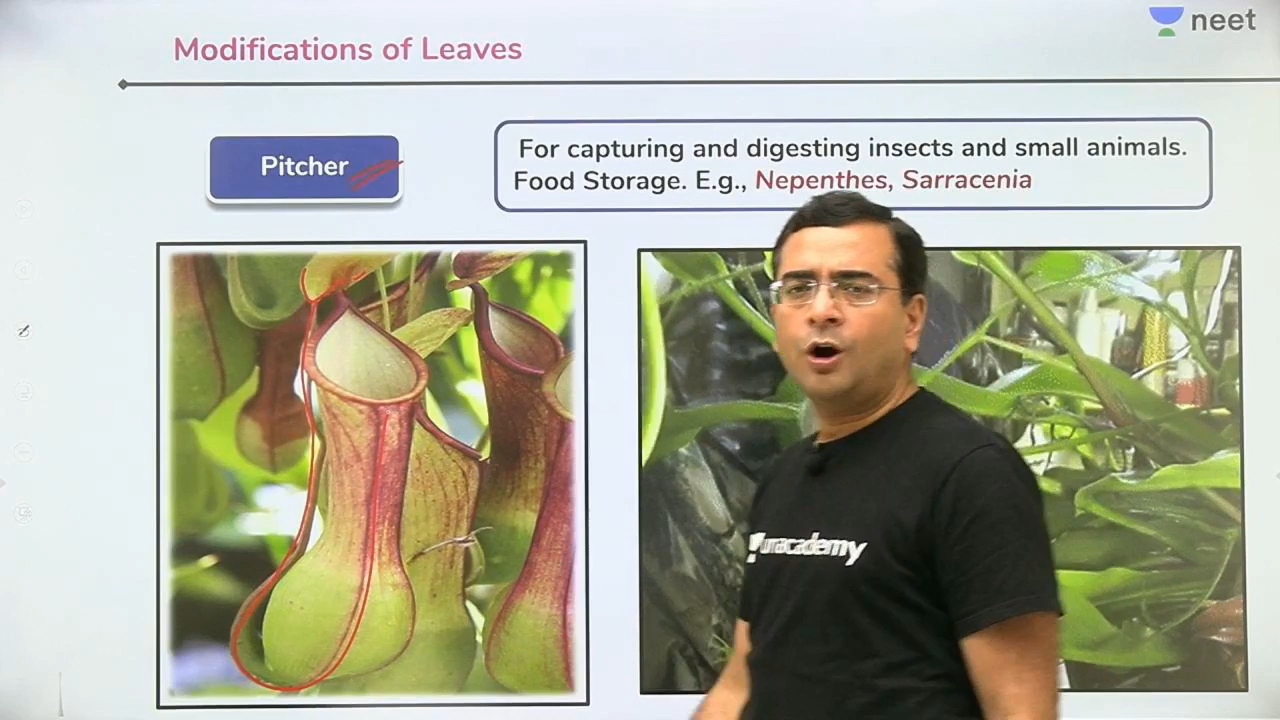 neet
Modifications of Leaves
Pitcher
For capturing and digesting insects and small animals.
Food Storage. E.g., Nepenthes, Sarracenia
unacademy